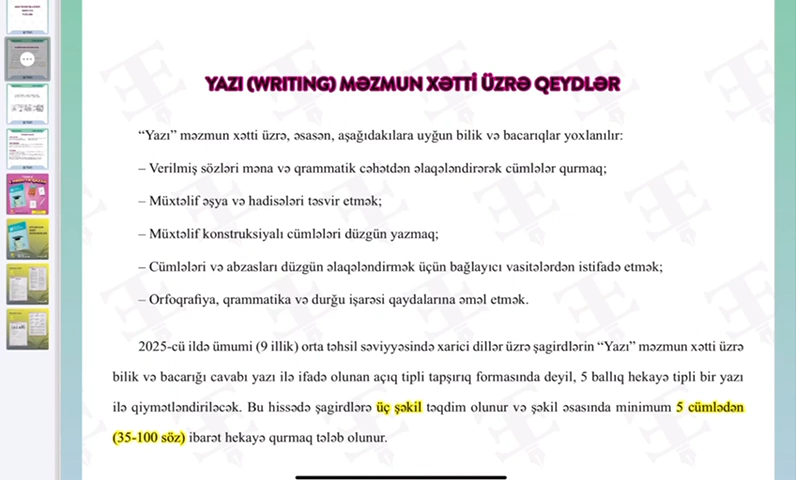 YAZI (WRITING) MƏZMUN XƏTTİ ÜZRƏ QEYDLƏR
“Yazı” məzmun xətti üzrə, əsasən, aşağıdakılara uyğun bilik və bacarıqlar yoxlanılır:
– Verilmiş sözləri məna və qrammatik cəhətdən əlaqələndirərək cümlələr qurmaq;
– Müxtəlif əşya və hadisələri təsvir etmək;
– Müxtəlif konstruksiyalı cümlələri düzgün yazmaq;
– Cümlələri və abzasları düzgün əlaqələndirmək üçün bağlayıcı vasitələrdən istifadə etmək;
– Orfoqrafiya, qrammatika və durğu işarəsi qaydalarına əməl etmək.
2025-cü ildə ümumi (9 illik) orta təhsil səviyyəsində xarici dillər üzrə şagirdlərin “Yazı” məzmun xətti üzrə
bilik və bacarığı cavabı yazı ilə ifadə olunan açıq tipli tapşırıq formasında deyil, 5 ballıq hekayə tipli bir yazı
ilə qiymətləndiriləcək. Bu hissədə şagirdlərə üç şəkil təqdim olunur və şəkil əsasında minimum 5 cümlədən
(35-100 söz) ibarət hekayə qurmaq tələb olunur.